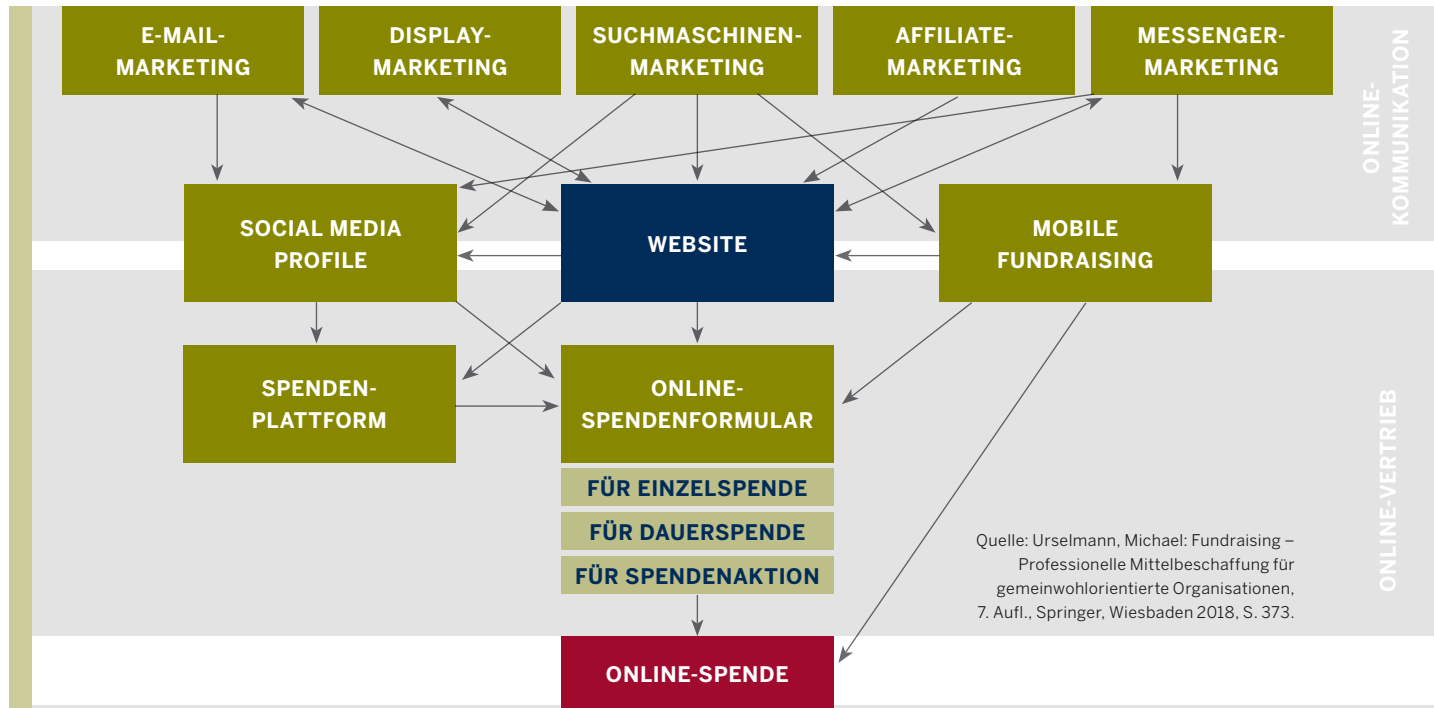 E-MAIL-
MARKETING
DISPLAY-
MARKETING
SUCHMASCHINEN-
MARKETING
AFFILIATE-
MARKETING
MESSENGER-
MARKETING
ONLINE-
KOMMUNIKATION
SOCIAL MEDIA
PROFILE
WEBSITE
MOBILE
FUNDRAISING
SPENDEN-
PLATTFORM
ONLINE-
SPENDENFORMULAR
FÜR EINZELSPENDE
FÜR DAUERSPENDE
FÜR SPENDENAKTION
ONLINE-VERTRIEB
Quelle: Urselmann, Michael: Fundraising –
Professionelle Mittelbeschaffung für
gemeinwohlorientierte Organisationen,
7. Aufl., Springer, Wiesbaden 2018, S. 373.
ONLINE-SPENDE